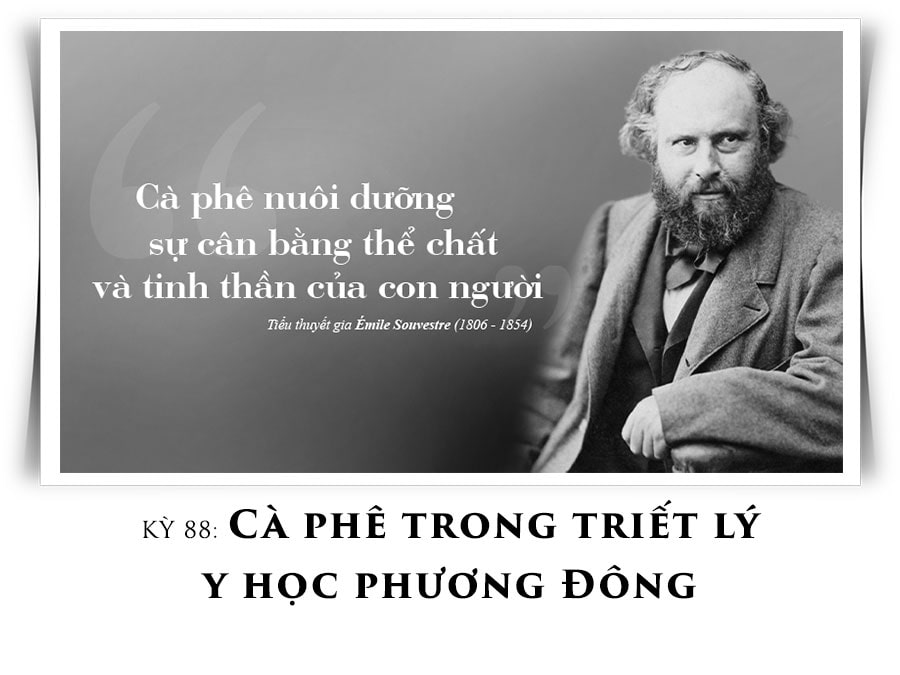 Cà phê nuôi dưỡng
sự cân bằng thể chất
và tinh thần của con người
Tiểu thuyết gia Émile Souvestre (1806 - 1854)
KỲ 88: CÀ PHÊ TRONG TRIẾT LÝ
Y HỌC PHƯƠNG ĐÔNG